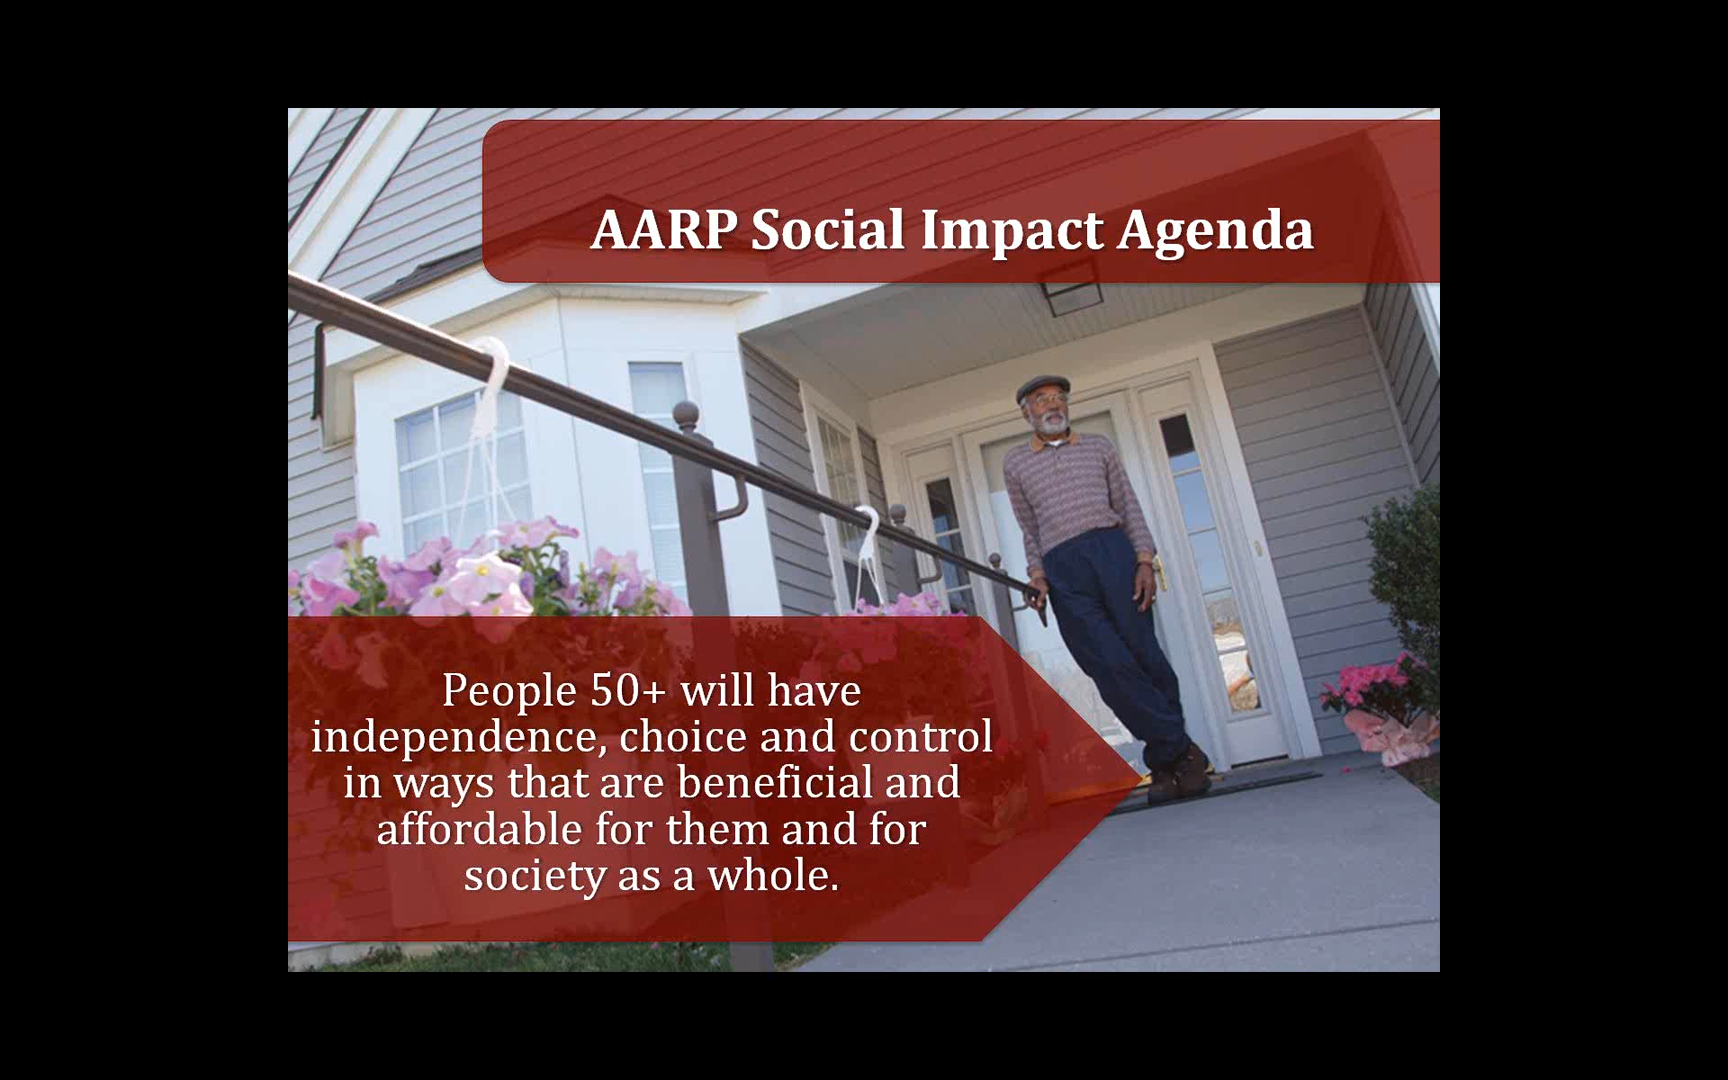 AARP Social Impact Agenda
People 50+ will have
independence, choice and control
in ways that are beneficial and
affordable for them and for
society as a whole.